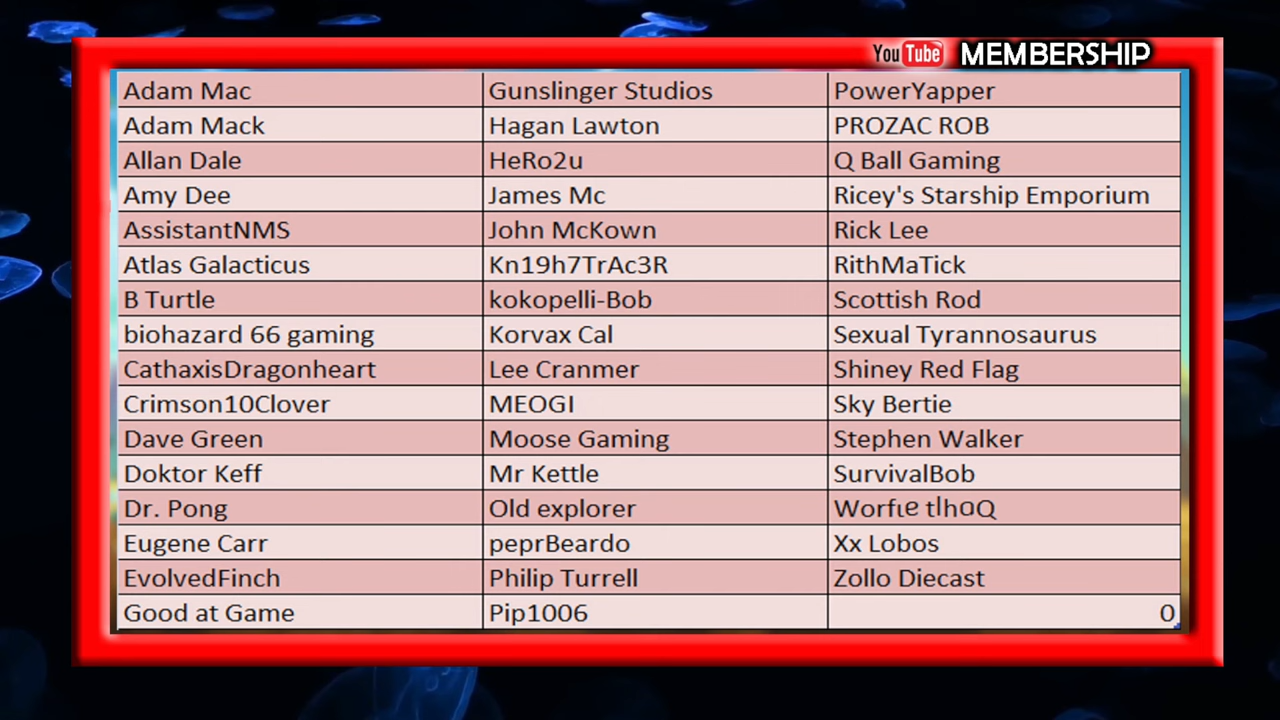 YouTube MEMBERSHIP
Adam Mac Gunslinger Studios PowerYapper
Adam Mack Hagan Lawton PROZAC ROB
Allan Dale HeRo2u Q Ball Gaming
Amy Dee James Mc Ricey's Starship Emporium
AssistantNMS John McKown Rick Lee
Atlas Galacticus Kn19h7TrAc3R RithMaTick
B Turtle kokopelli-Bob Scottish Rod
biohazard 66 gaming Korvax Cal Sexual Tyrannosaurus
CathaxisDragonheart Lee Cranmer Shiney Red Flag
Crimson10Clover MEOGI Sky Bertie
Dave Green Moose Gaming Stephen Walker
Doktor Keff Mr Kettle SurvivalBob
Dr. Pong Old explorer Worfιɐ tlhɑQ
Eugene Carr peprBeardo Xx Lobos
EvolvedFinch Philip Turrell Zollo Diecast
Good at Game Pip1006 0